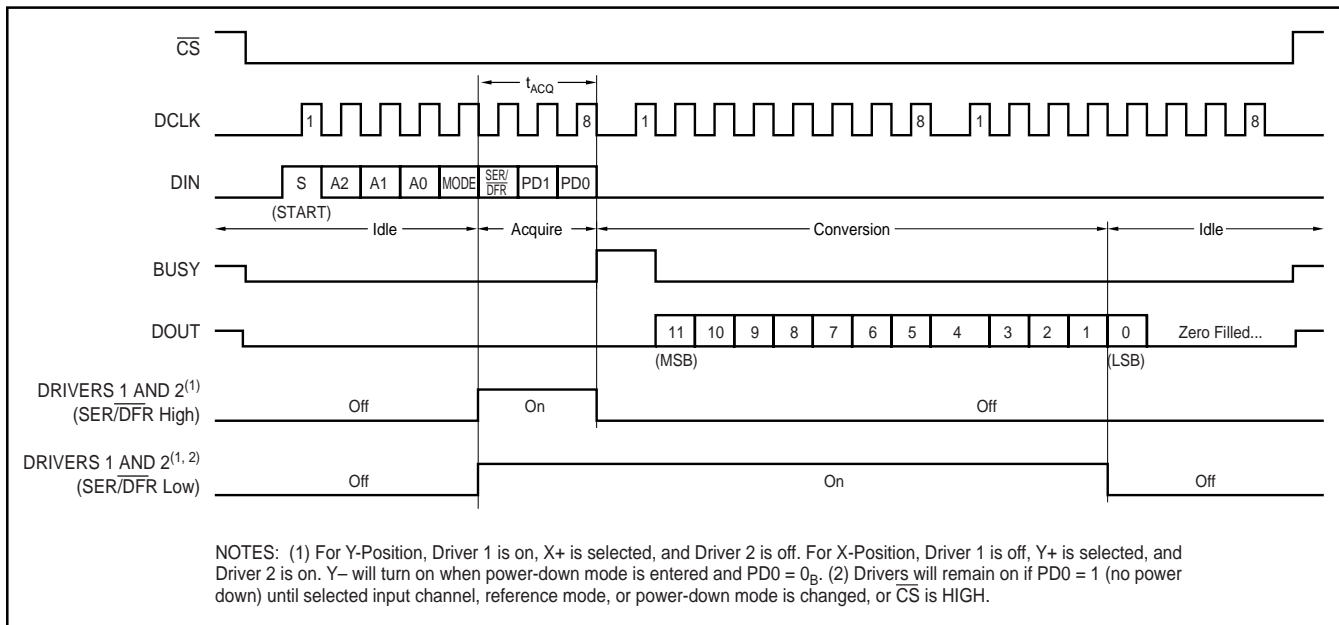 CS
tACQ
DCLK 1 8 1 8 1 8
DIN S A2 A1 A0 MODE SER/DFR PD1 PD0
(START)
Idle Acquire Conversion Idle
BUSY
DOUT 11 10 9 8 7 6 5 4 3 2 1 0 Zero Filled...
(MSB) (LSB)
DRIVERS 1 AND 2(1)
(SER/DFR High) Off On Off
DRIVERS 1 AND 2(1, 2)
(SER/DFR Low) Off On Off
NOTES: (1) For Y-Position, Driver 1 is on, X+ is selected, and Driver 2 is off. For X-Position, Driver 1 is off, Y+ is selected, and
Driver 2 is on. Y– will turn on when power-down mode is entered and PD0 = 0B. (2) Drivers will remain on if PD0 = 1 (no power
down) until selected input channel, reference mode, or power-down mode is changed, or CS is HIGH.